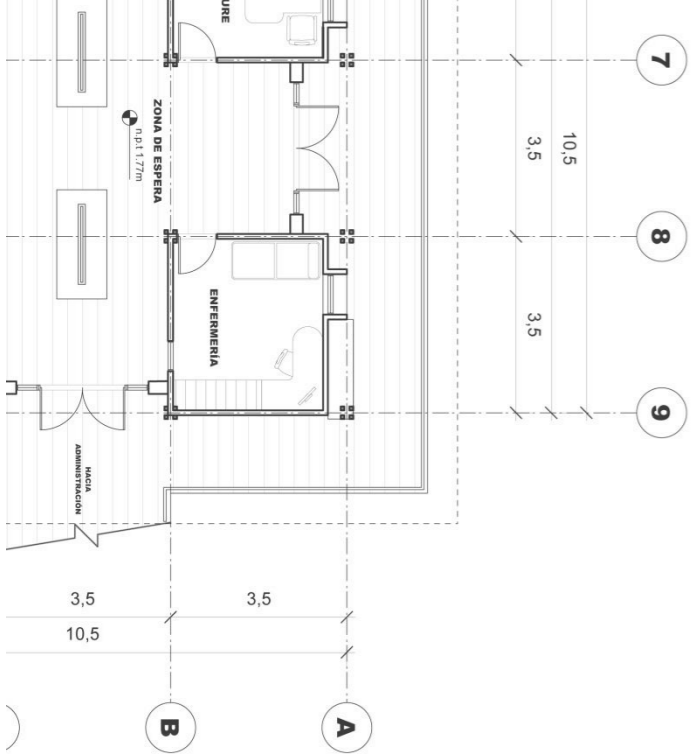 URE
7
10,5
3,5
ZONA DE ESPERA
n.p.t 1.77m
8
3,5
ENFERMERÍA
9
HACIA
ADMINISTRACIÓN
3,5
3,5
10,5
B
A